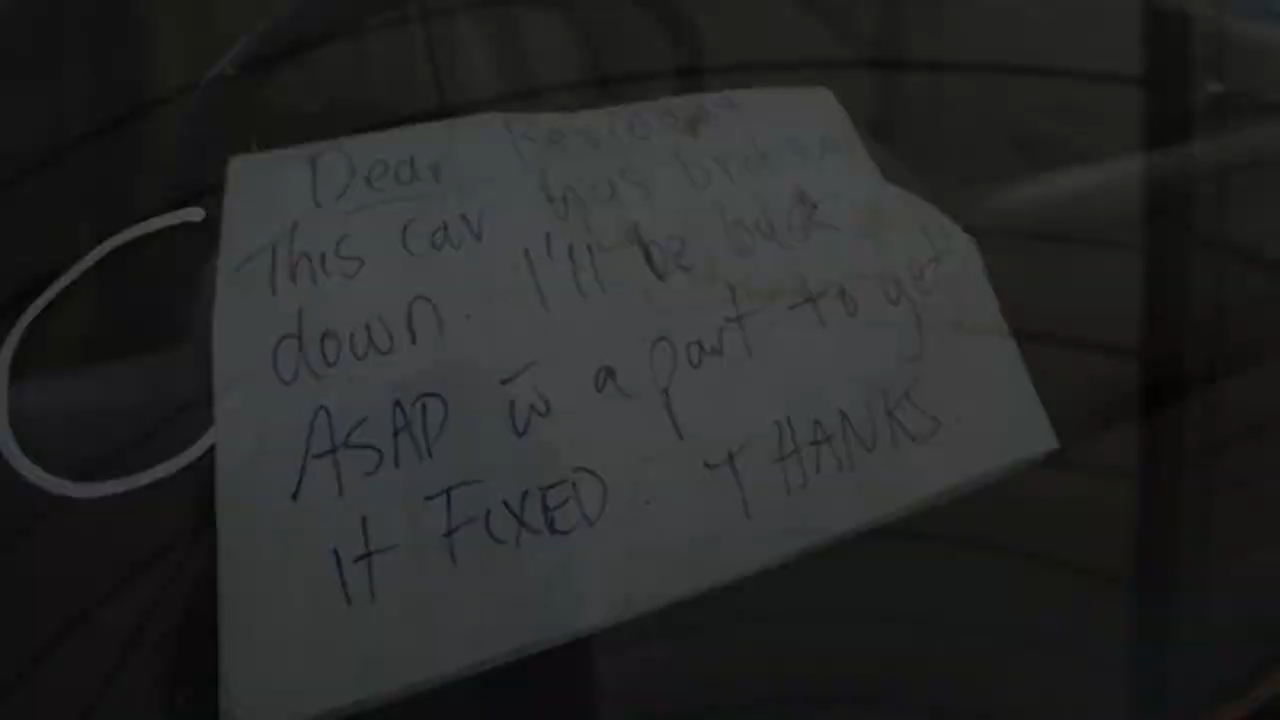 Dear
This car has broken
down. I'll be back
ASAP w̄ a part to get
it FIXED. THANKS.